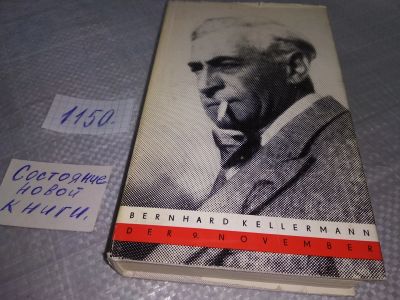 1150.
Состояние
новой
книги.
BERNHARD KELLERMANN
DER 9. NOVEMBER